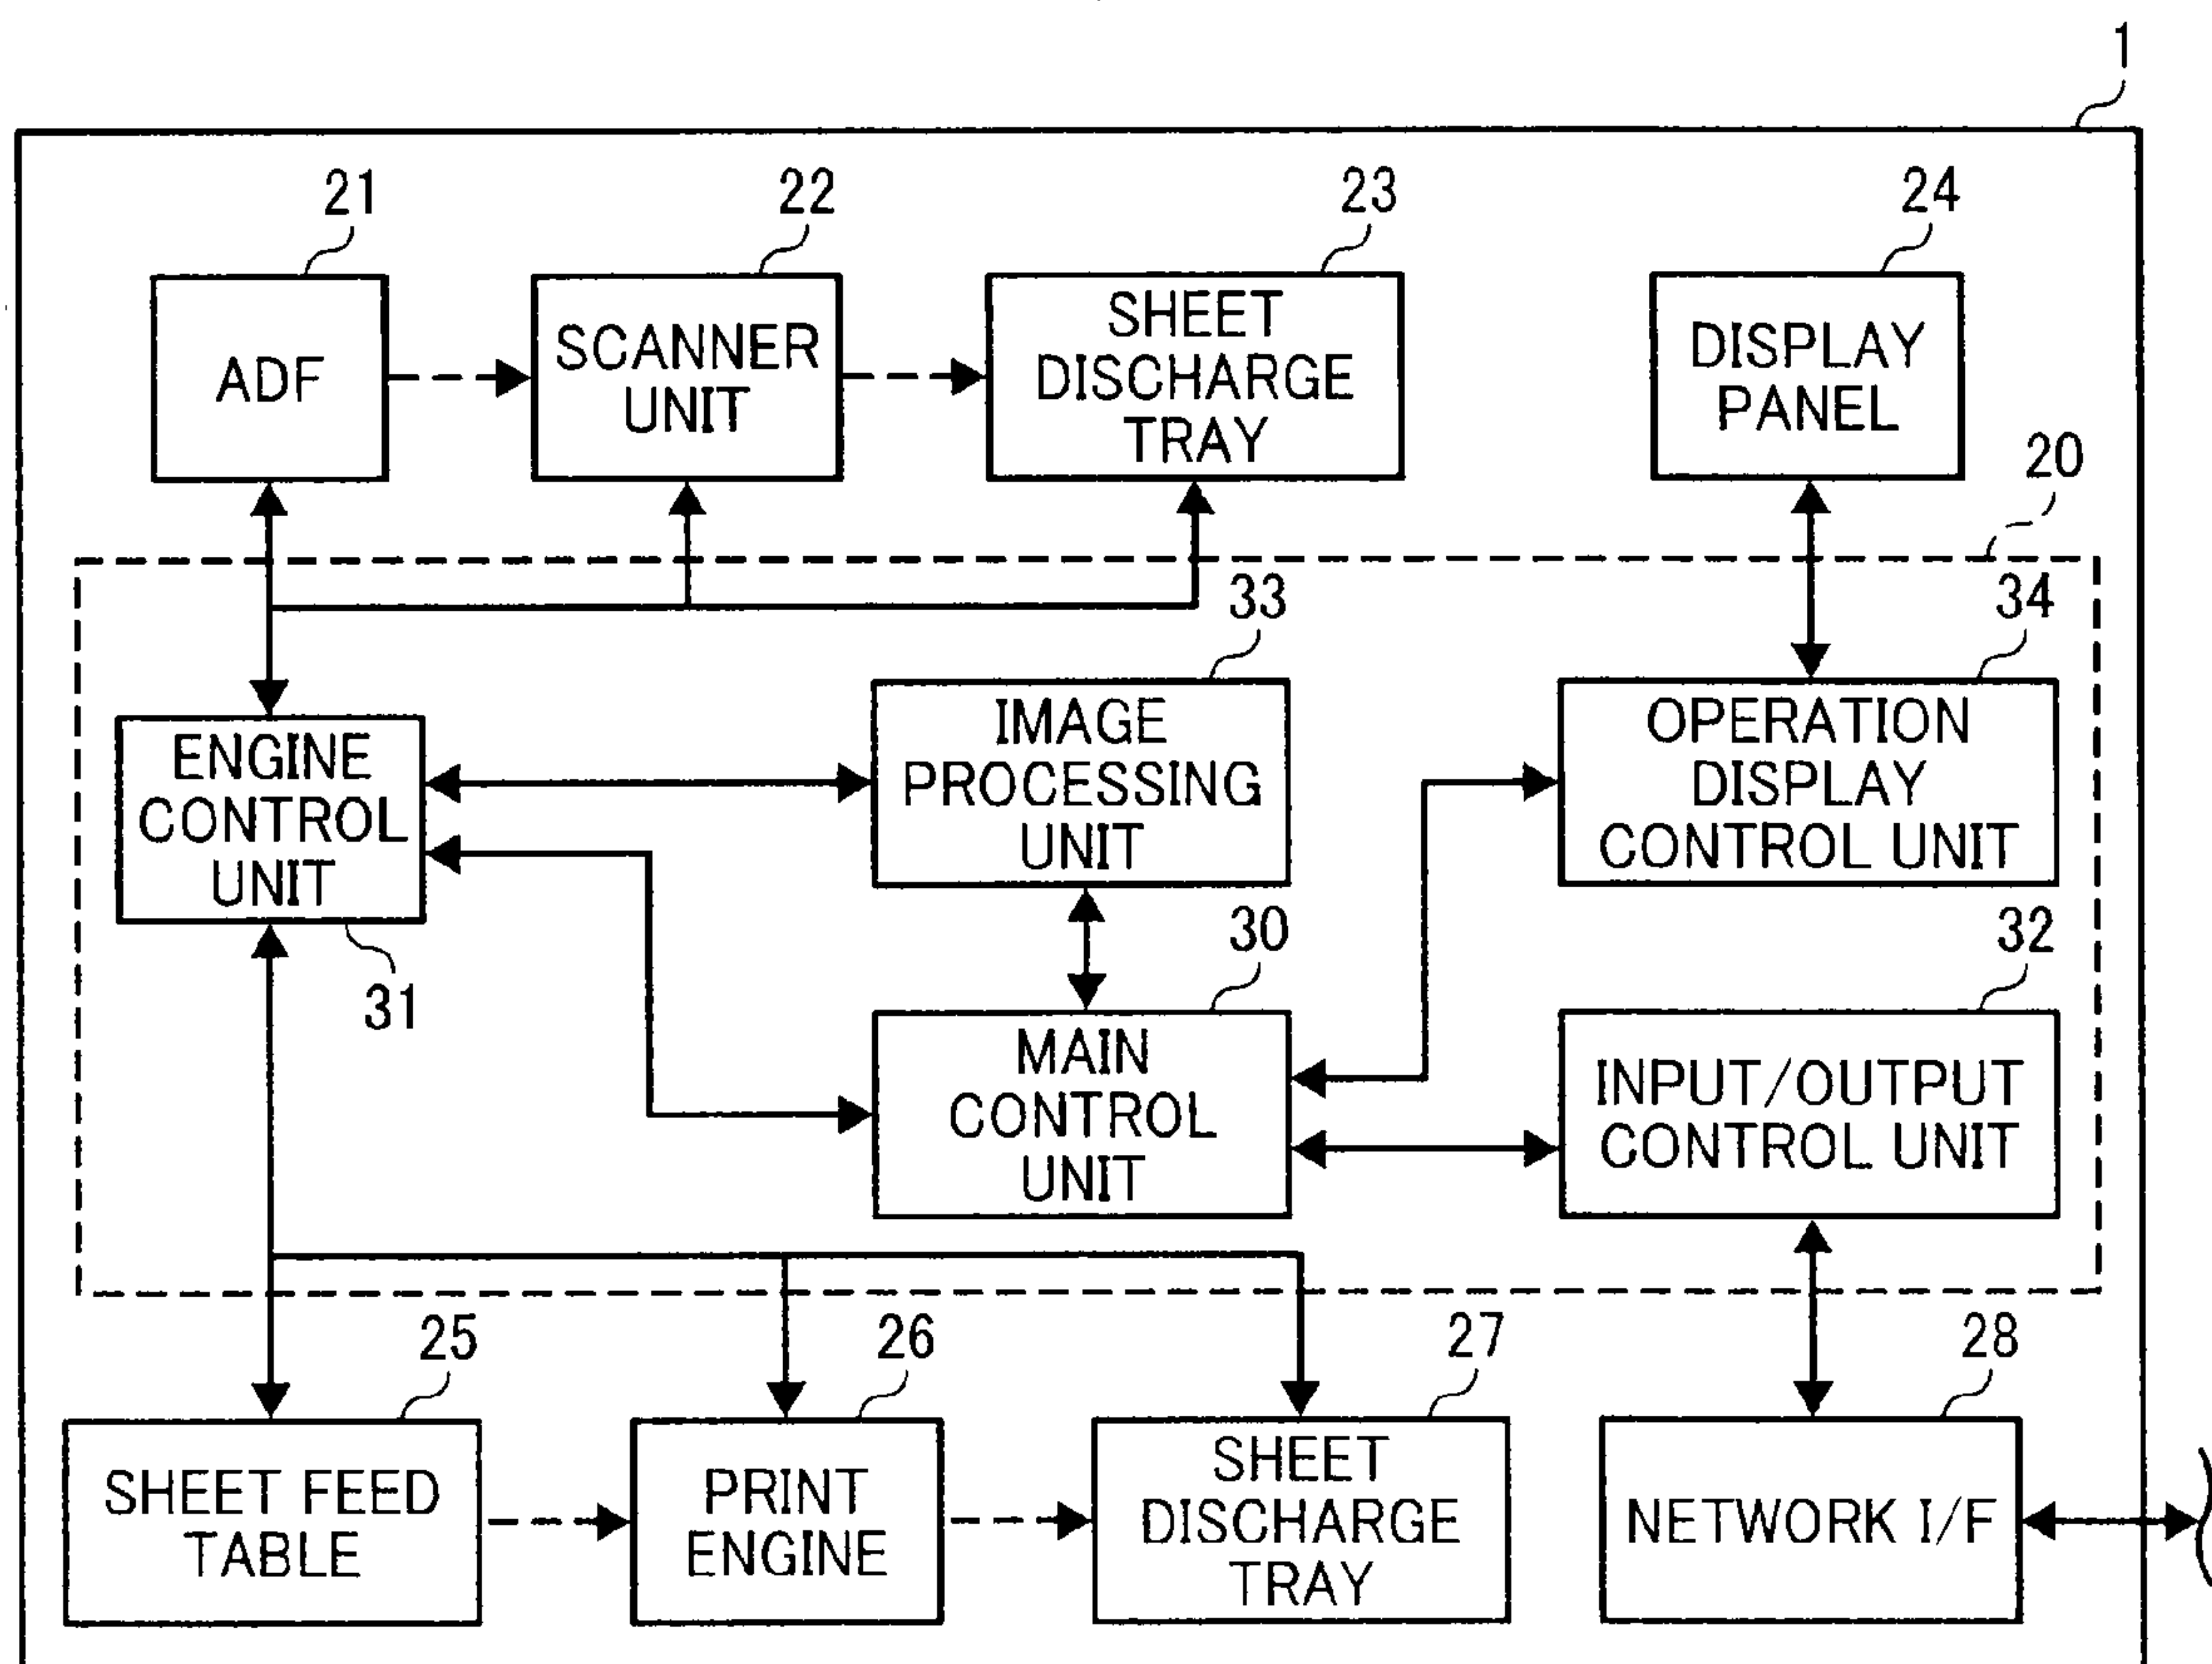 1
21
22
23
24
ADF
SCANNER
UNIT
SHEET
DISCHARGE
TRAY
DISPLAY
PANEL
20
33
34
ENGINE
CONTROL
UNIT
31
IMAGE
PROCESSING
UNIT
OPERATION
DISPLAY
CONTROL UNIT
30
32
MAIN
CONTROL
UNIT
INPUT/OUTPUT
CONTROL UNIT
25
26
27
28
SHEET FEED
TABLE
PRINT
ENGINE
SHEET
DISCHARGE
TRAY
NETWORK I/F